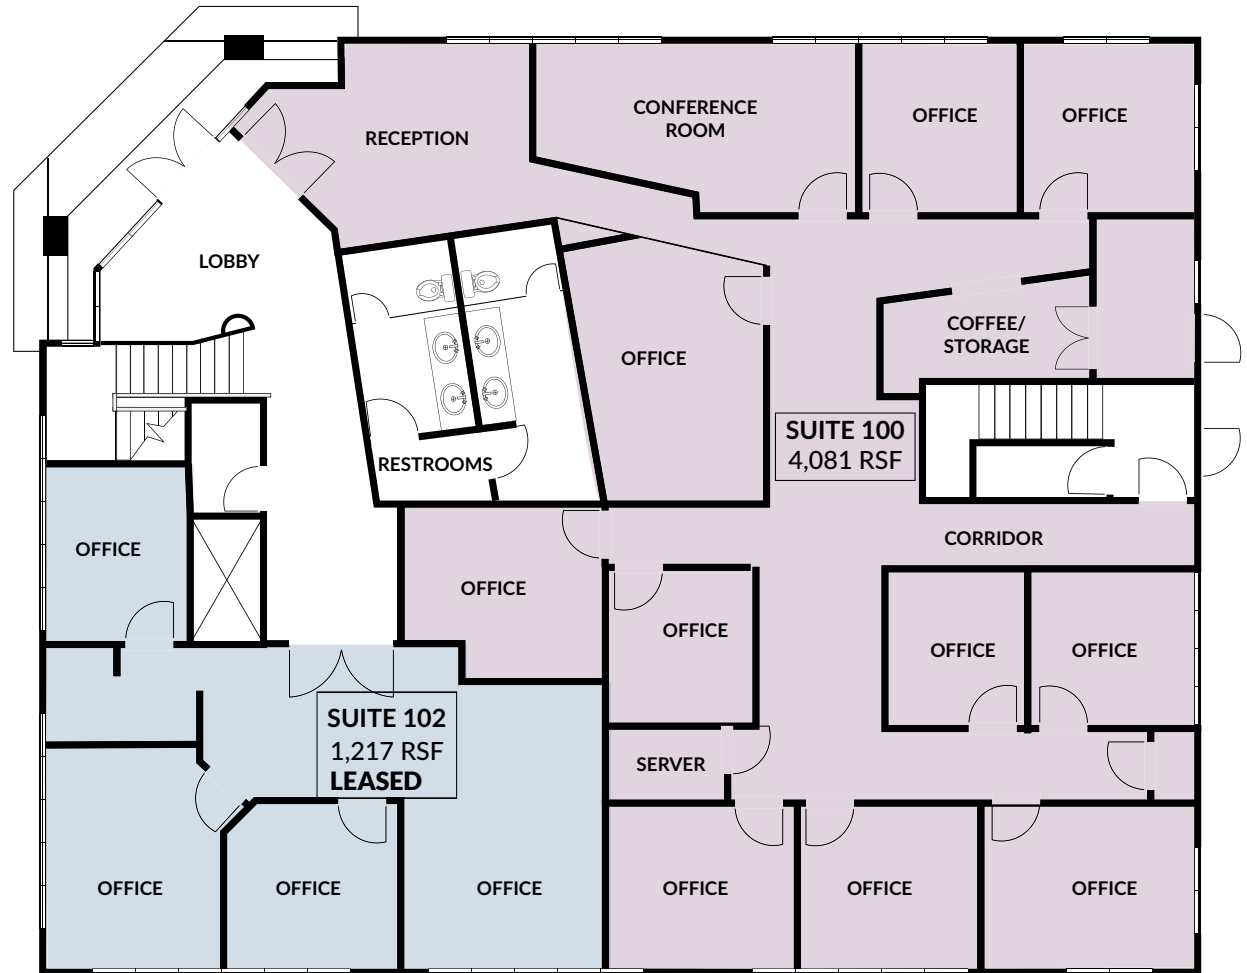 CONFERENCE
ROOM
OFFICE
OFFICE
RECEPTION
LOBBY
COFFEE/
STORAGE
OFFICE
SUITE 100
4,081 RSF
RESTROOMS
CORRIDOR
OFFICE
OFFICE
OFFICE
OFFICE
OFFICE
SUITE 102
1,217 RSF
LEASED
SERVER
OFFICE
OFFICE
OFFICE
OFFICE
OFFICE
OFFICE